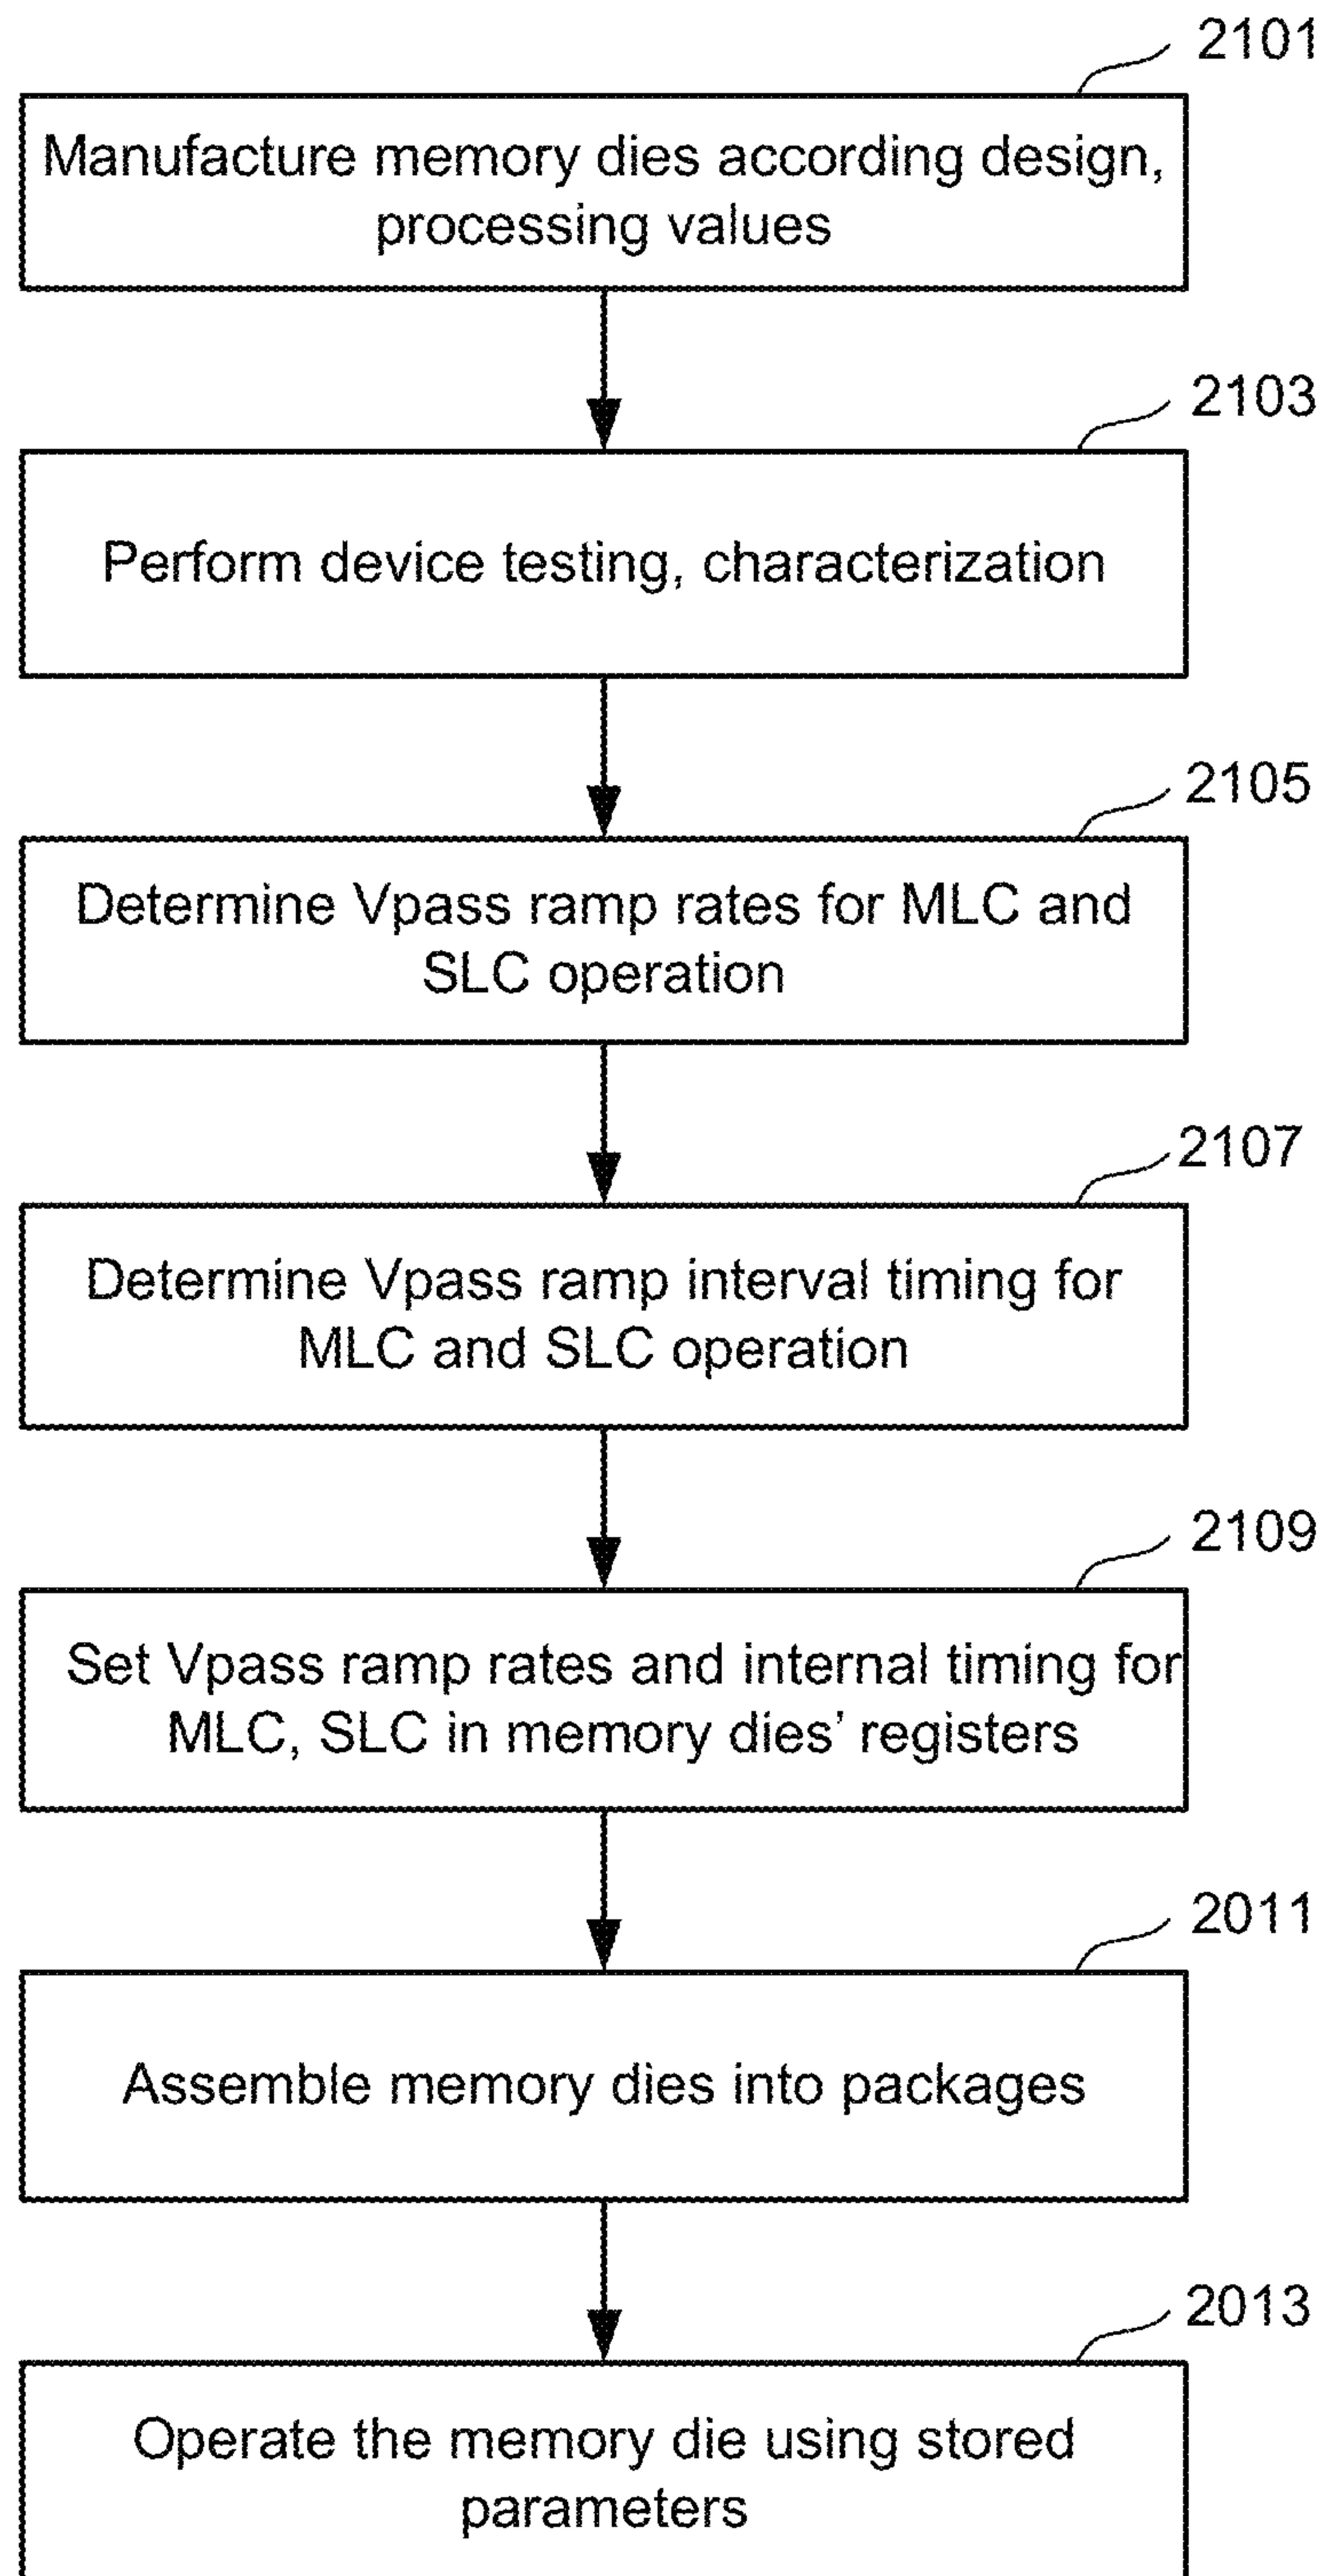 2101
Manufacture memory dies according design,
processing values
2103
Perform device testing, characterization
2105
Determine Vpass ramp rates for MLC and
SLC operation
2107
Determine Vpass ramp interval timing for
MLC and SLC operation
2109
Set Vpass ramp rates and internal timing for
MLC, SLC in memory dies’ registers
2011
Assemble memory dies into packages
2013
Operate the memory die using stored
parameters